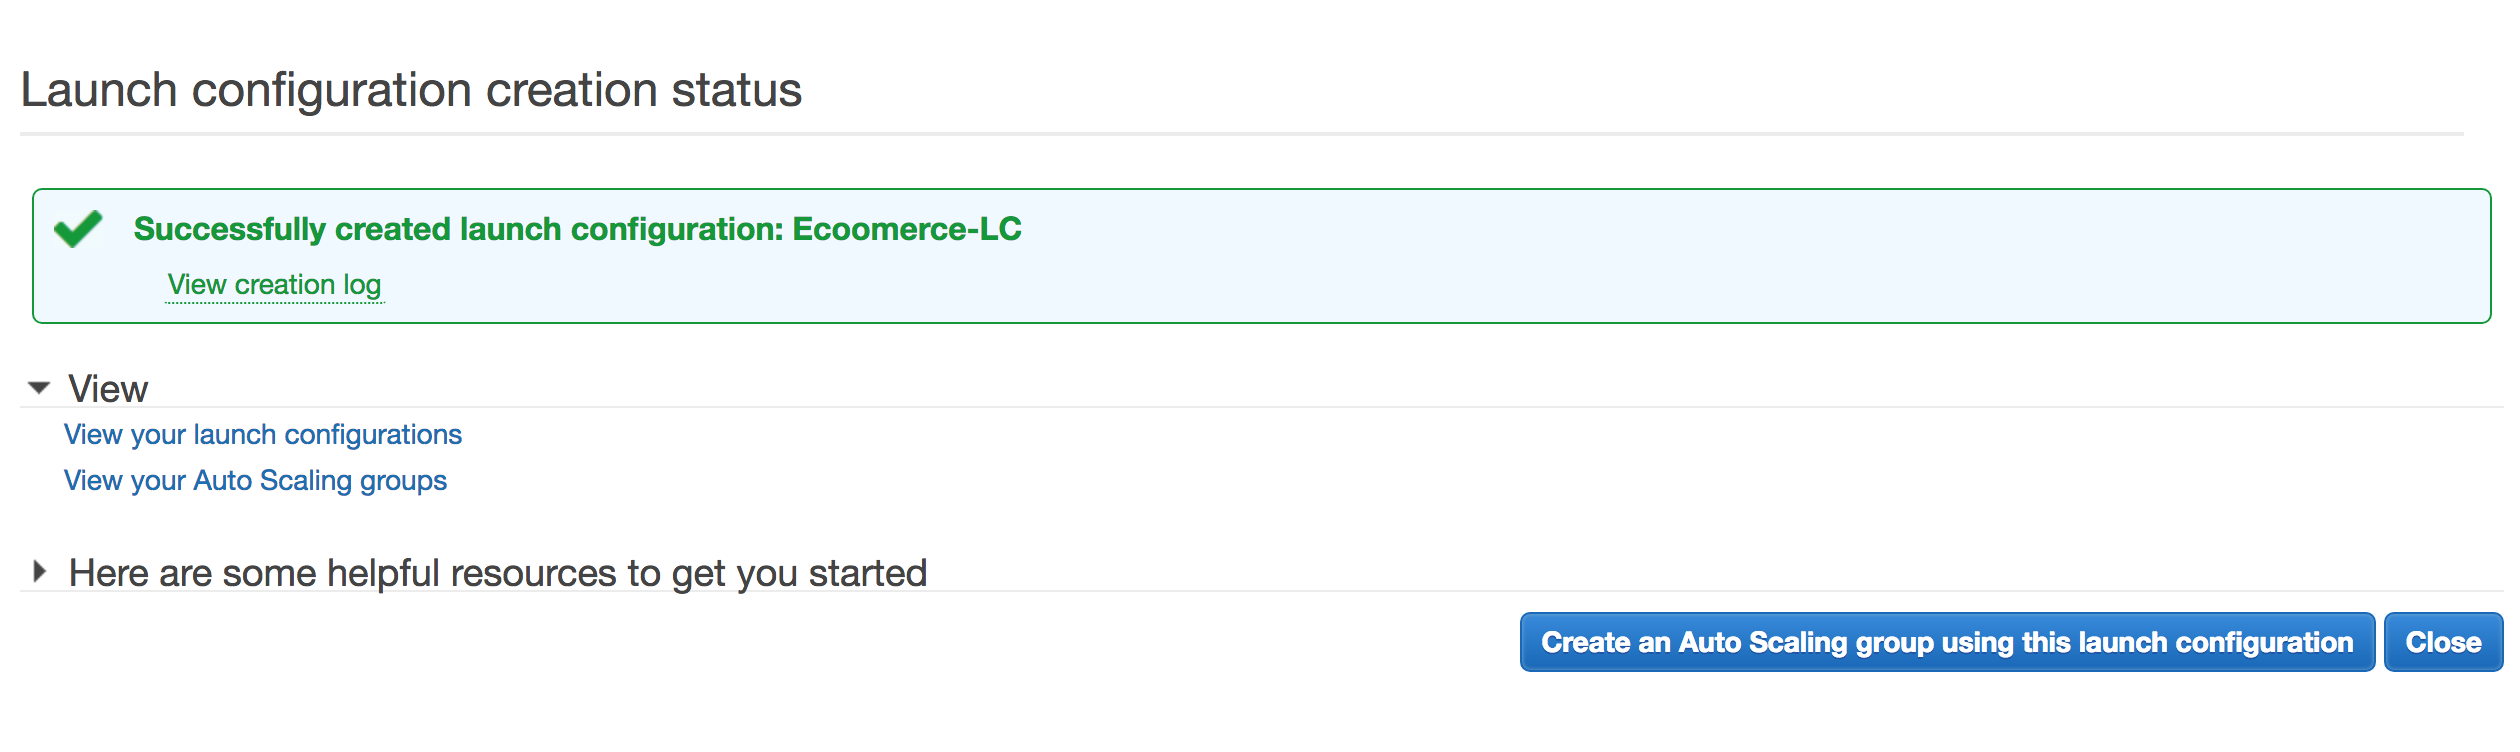 Launch configuration creation status
Successfully created launch configuration: Ecoomerce-LC
View creation log
View
View your launch configurations
View your Auto Scaling groups
Here are some helpful resources to get you started
Create an Auto Scaling group using this launch configuration
Close